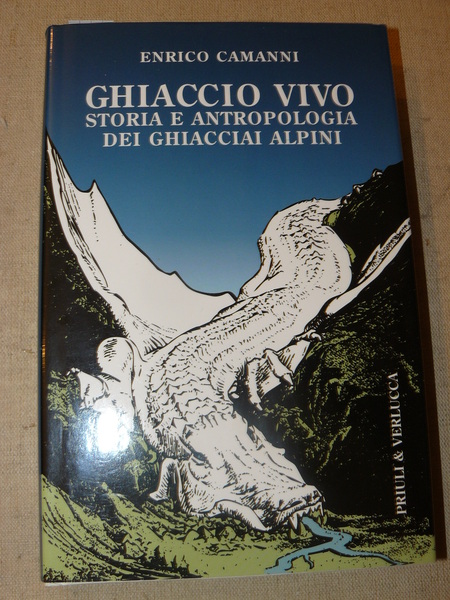 ENRICO CAMANNI
GHIACCIO VIVO
STORIA E ANTROPOLOGIA
DEI GHIACCIAI ALPINI
PRIULI & VERLUCCA